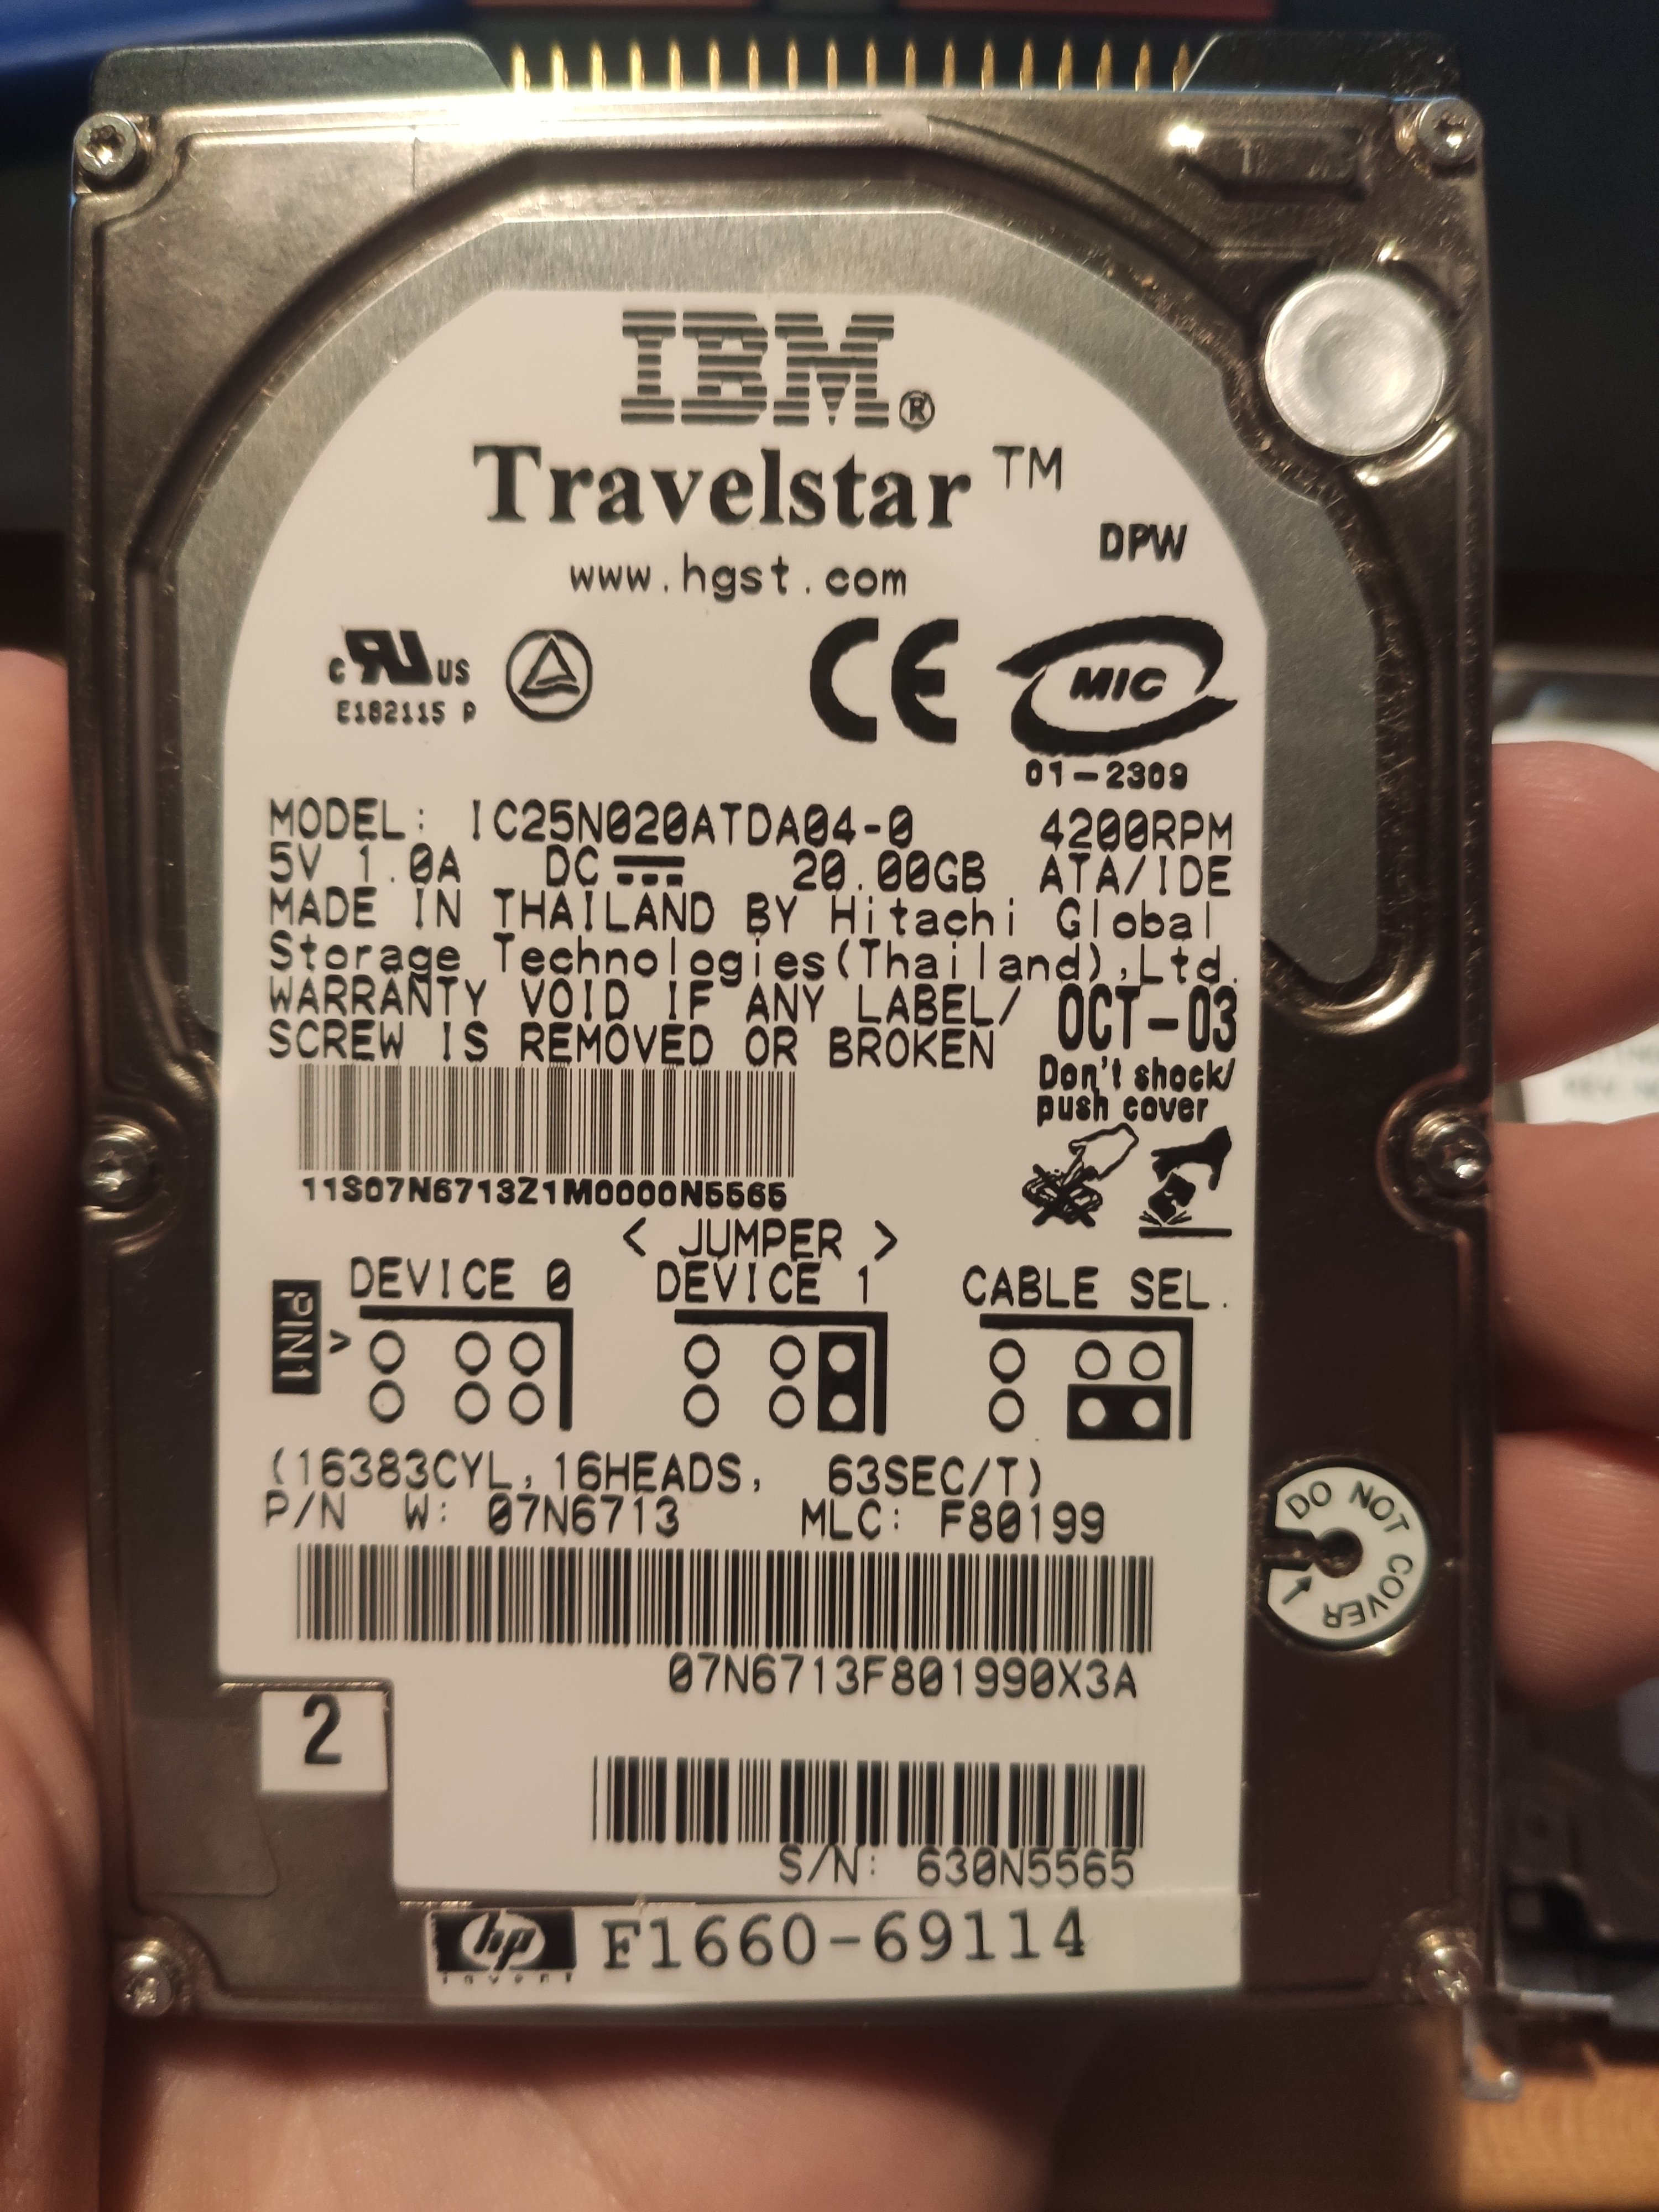 IBM®
Travelstar™
DPW
www.hgst.com
c RU US
E182115 P
CE
MIC
01-2309
MODEL: IC25N020ATDA04-0 4200RPM
5V 1.0A DC 20.00GB ATA/IDE
MADE IN THAILAND BY Hitachi Global
Storage Technologies(Thailand),Ltd.
WARRANTY VOID IF ANY LABEL/
SCREW IS REMOVED OR BROKEN
OCT-03
Don't shock/
push cover
11S07N6713Z1M0000N5565
< JUMPER >
DEVICE 0 DEVICE 1 CABLE SEL.
PIN1
>
(16383CYL,16HEADS, 63SEC/T)
P/N W: 07N6713 MLC: F80199
DO NOT COVER
07N6713F801990X3A
2
S/N: 630N5565
hp F1660-69114
invent